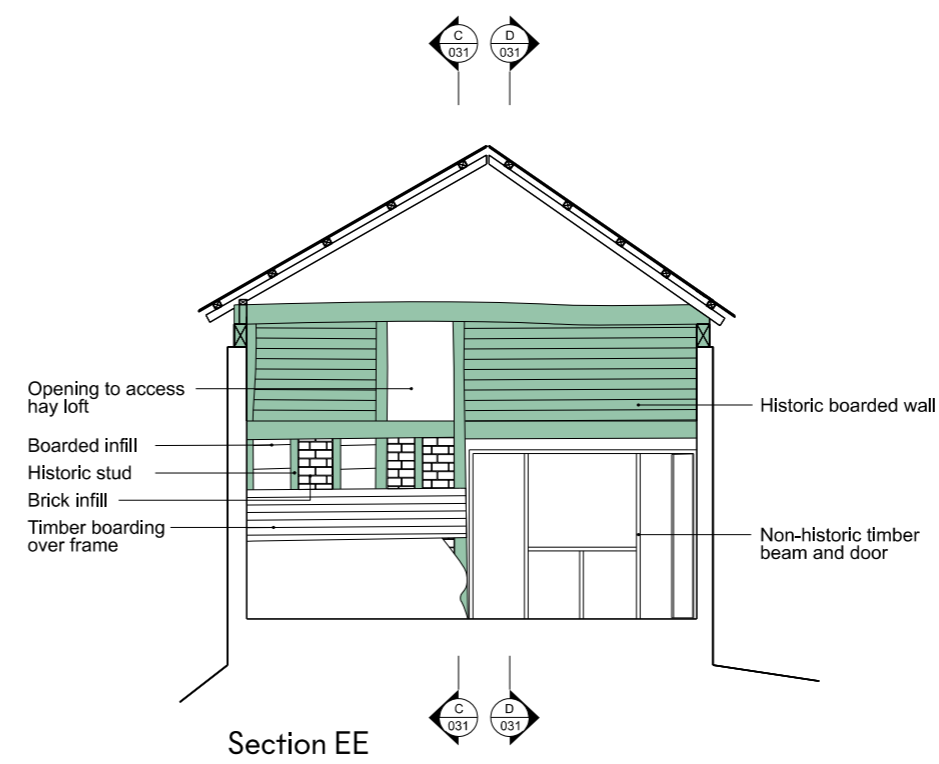 C
031
D
031
Opening to access
hay loft
Boarded infill
Historic stud
Brick infill
Timber boarding
over frame
Historic boarded wall
Non-historic timber
beam and door
C
031
D
031
Section EE